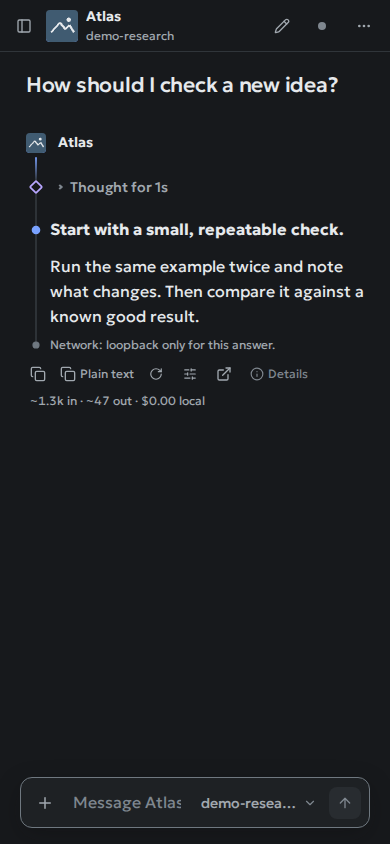 Atlas
demo-research
How should I check a new idea?
Atlas
Thought for 1s
Start with a small, repeatable check.
Run the same example twice and note
what changes. Then compare it against a
known good result.
Network: loopback only for this answer.
Plain text
Details
~1.3k in · ~47 out · $0.00 local
Message Atlas
demo-resea...